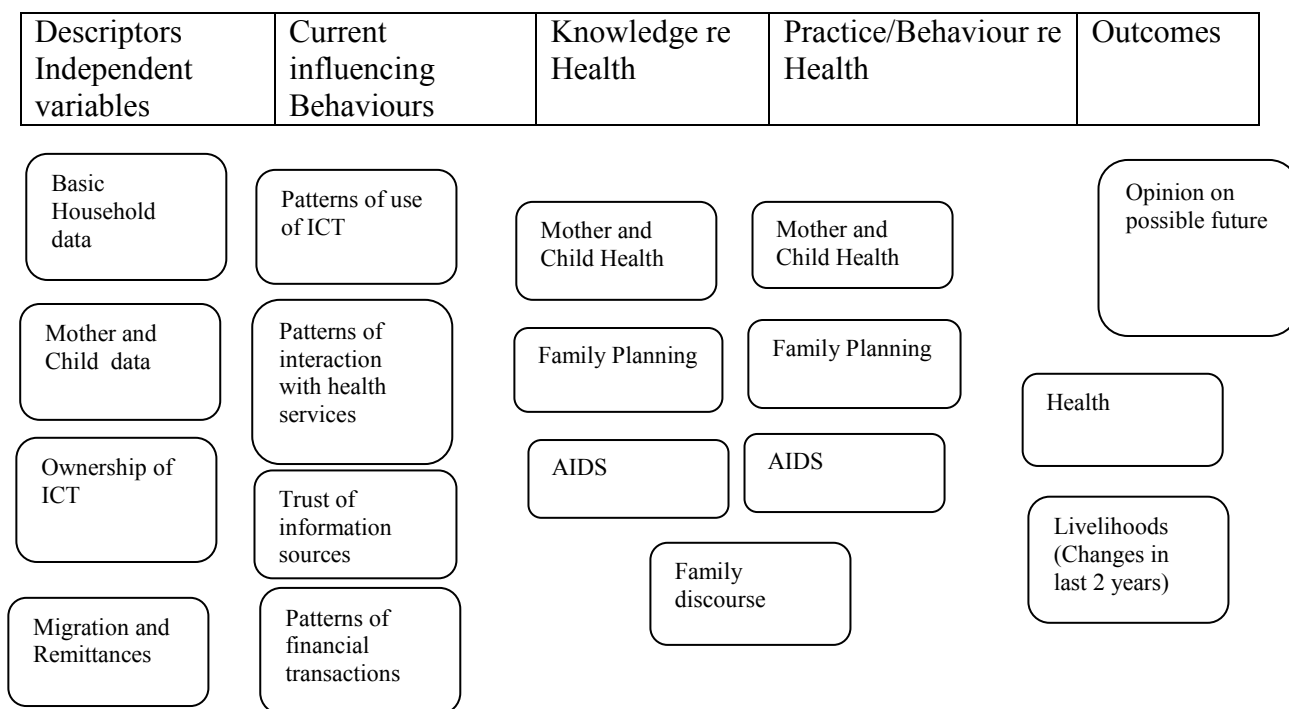 Descriptors
Independent
variables
Current
influencing
Behaviours
Knowledge re
Health
Practice/Behaviour re
Health
Outcomes
Basic
Household
data
Mother and
Child data
Ownership of
ICT
Migration and
Remittances
Patterns of use
of ICT
Patterns of
interaction
with health
services
Trust of
information
sources
Patterns of
financial
transactions
Mother and
Child Health
Family Planning
AIDS
Mother and
Child Health
Family Planning
AIDS
Family
discourse
Opinion on
possible future
Health
Livelihoods
(Changes in
last 2 years)